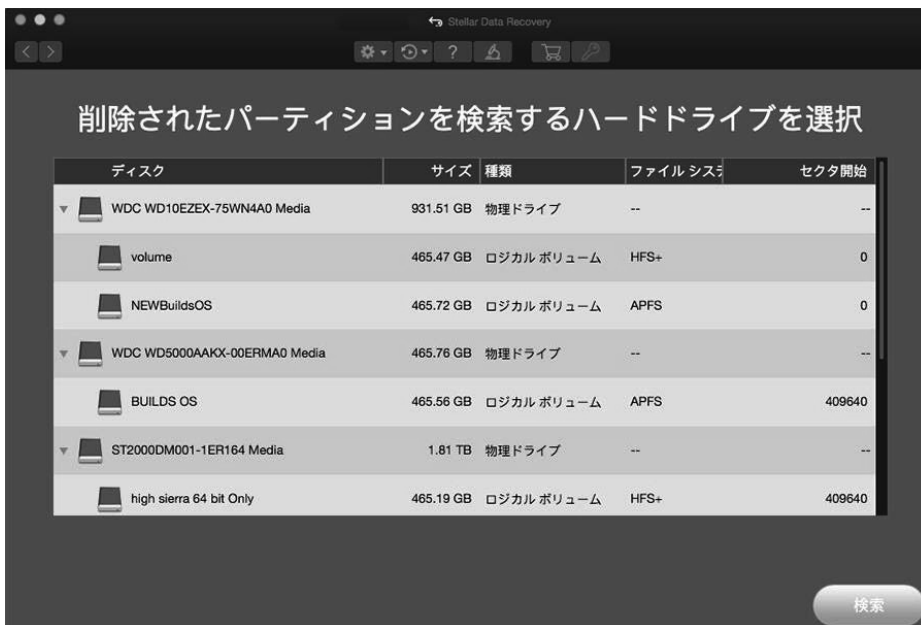 Stellar Data Recovery
?
削除されたパーティションを検索するハードドライブを選択
ディスク サイズ 種類 ファイル システ セクタ開始
WDC WD10EZEX-75WN4A0 Media 931.51 GB 物理ドライブ -- --
volume 465.47 GB ロジカル ボリューム HFS+ 0
NEWBuildsOS 465.72 GB ロジカル ボリューム APFS 0
WDC WD5000AAKX-00ERMA0 Media 465.76 GB 物理ドライブ -- --
BUILDS OS 465.56 GB ロジカル ボリューム APFS 409640
ST2000DM001-1ER164 Media 1.81 TB 物理ドライブ -- --
high sierra 64 bit Only 465.19 GB ロジカル ボリューム HFS+ 409640
検索